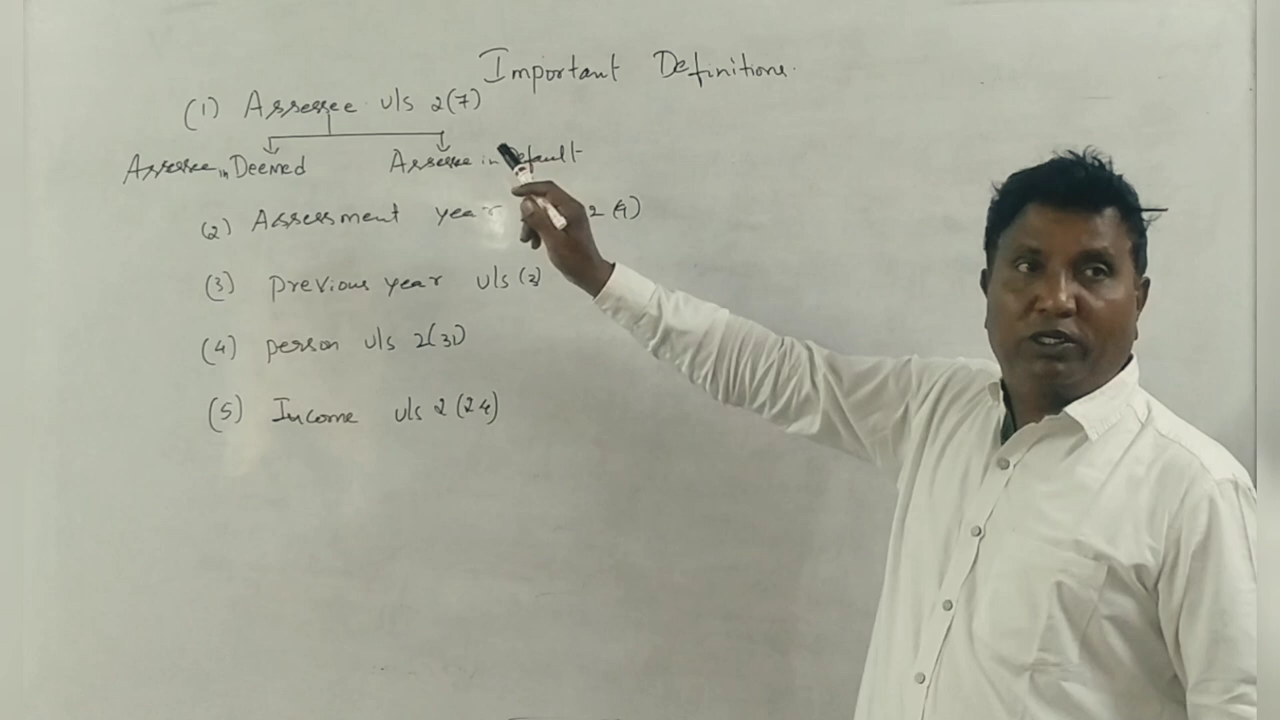 Important Definitions.
(1) Assessee u/s 2(7)
Assessee in Deemed Assessee in Default
(2) Assessment year 2(9)
(3) previous year u/s (3)
(4) person u/s 2(31)
(5) Income u/s 2(24)